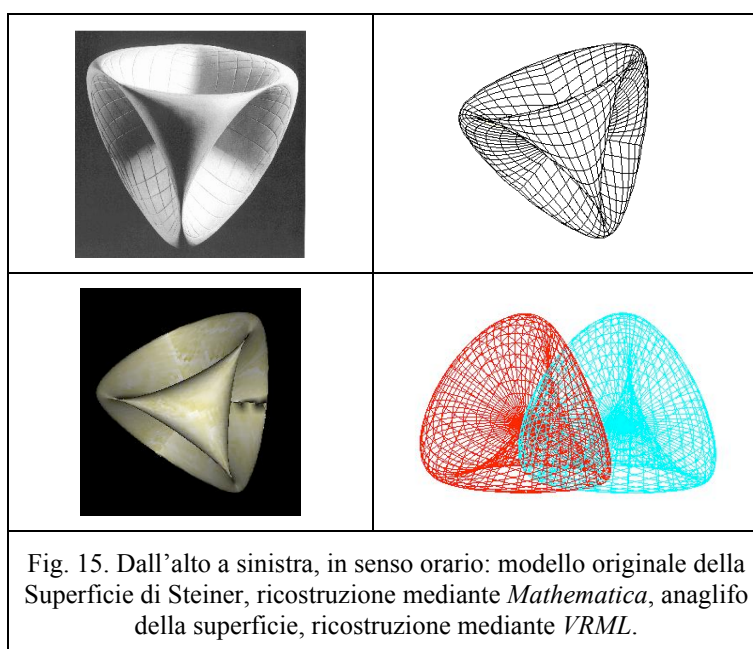 Fig. 15. Dall’alto a sinistra, in senso orario: modello originale della
Superficie di Steiner, ricostruzione mediante Mathematica, anaglifo
della superficie, ricostruzione mediante VRML.